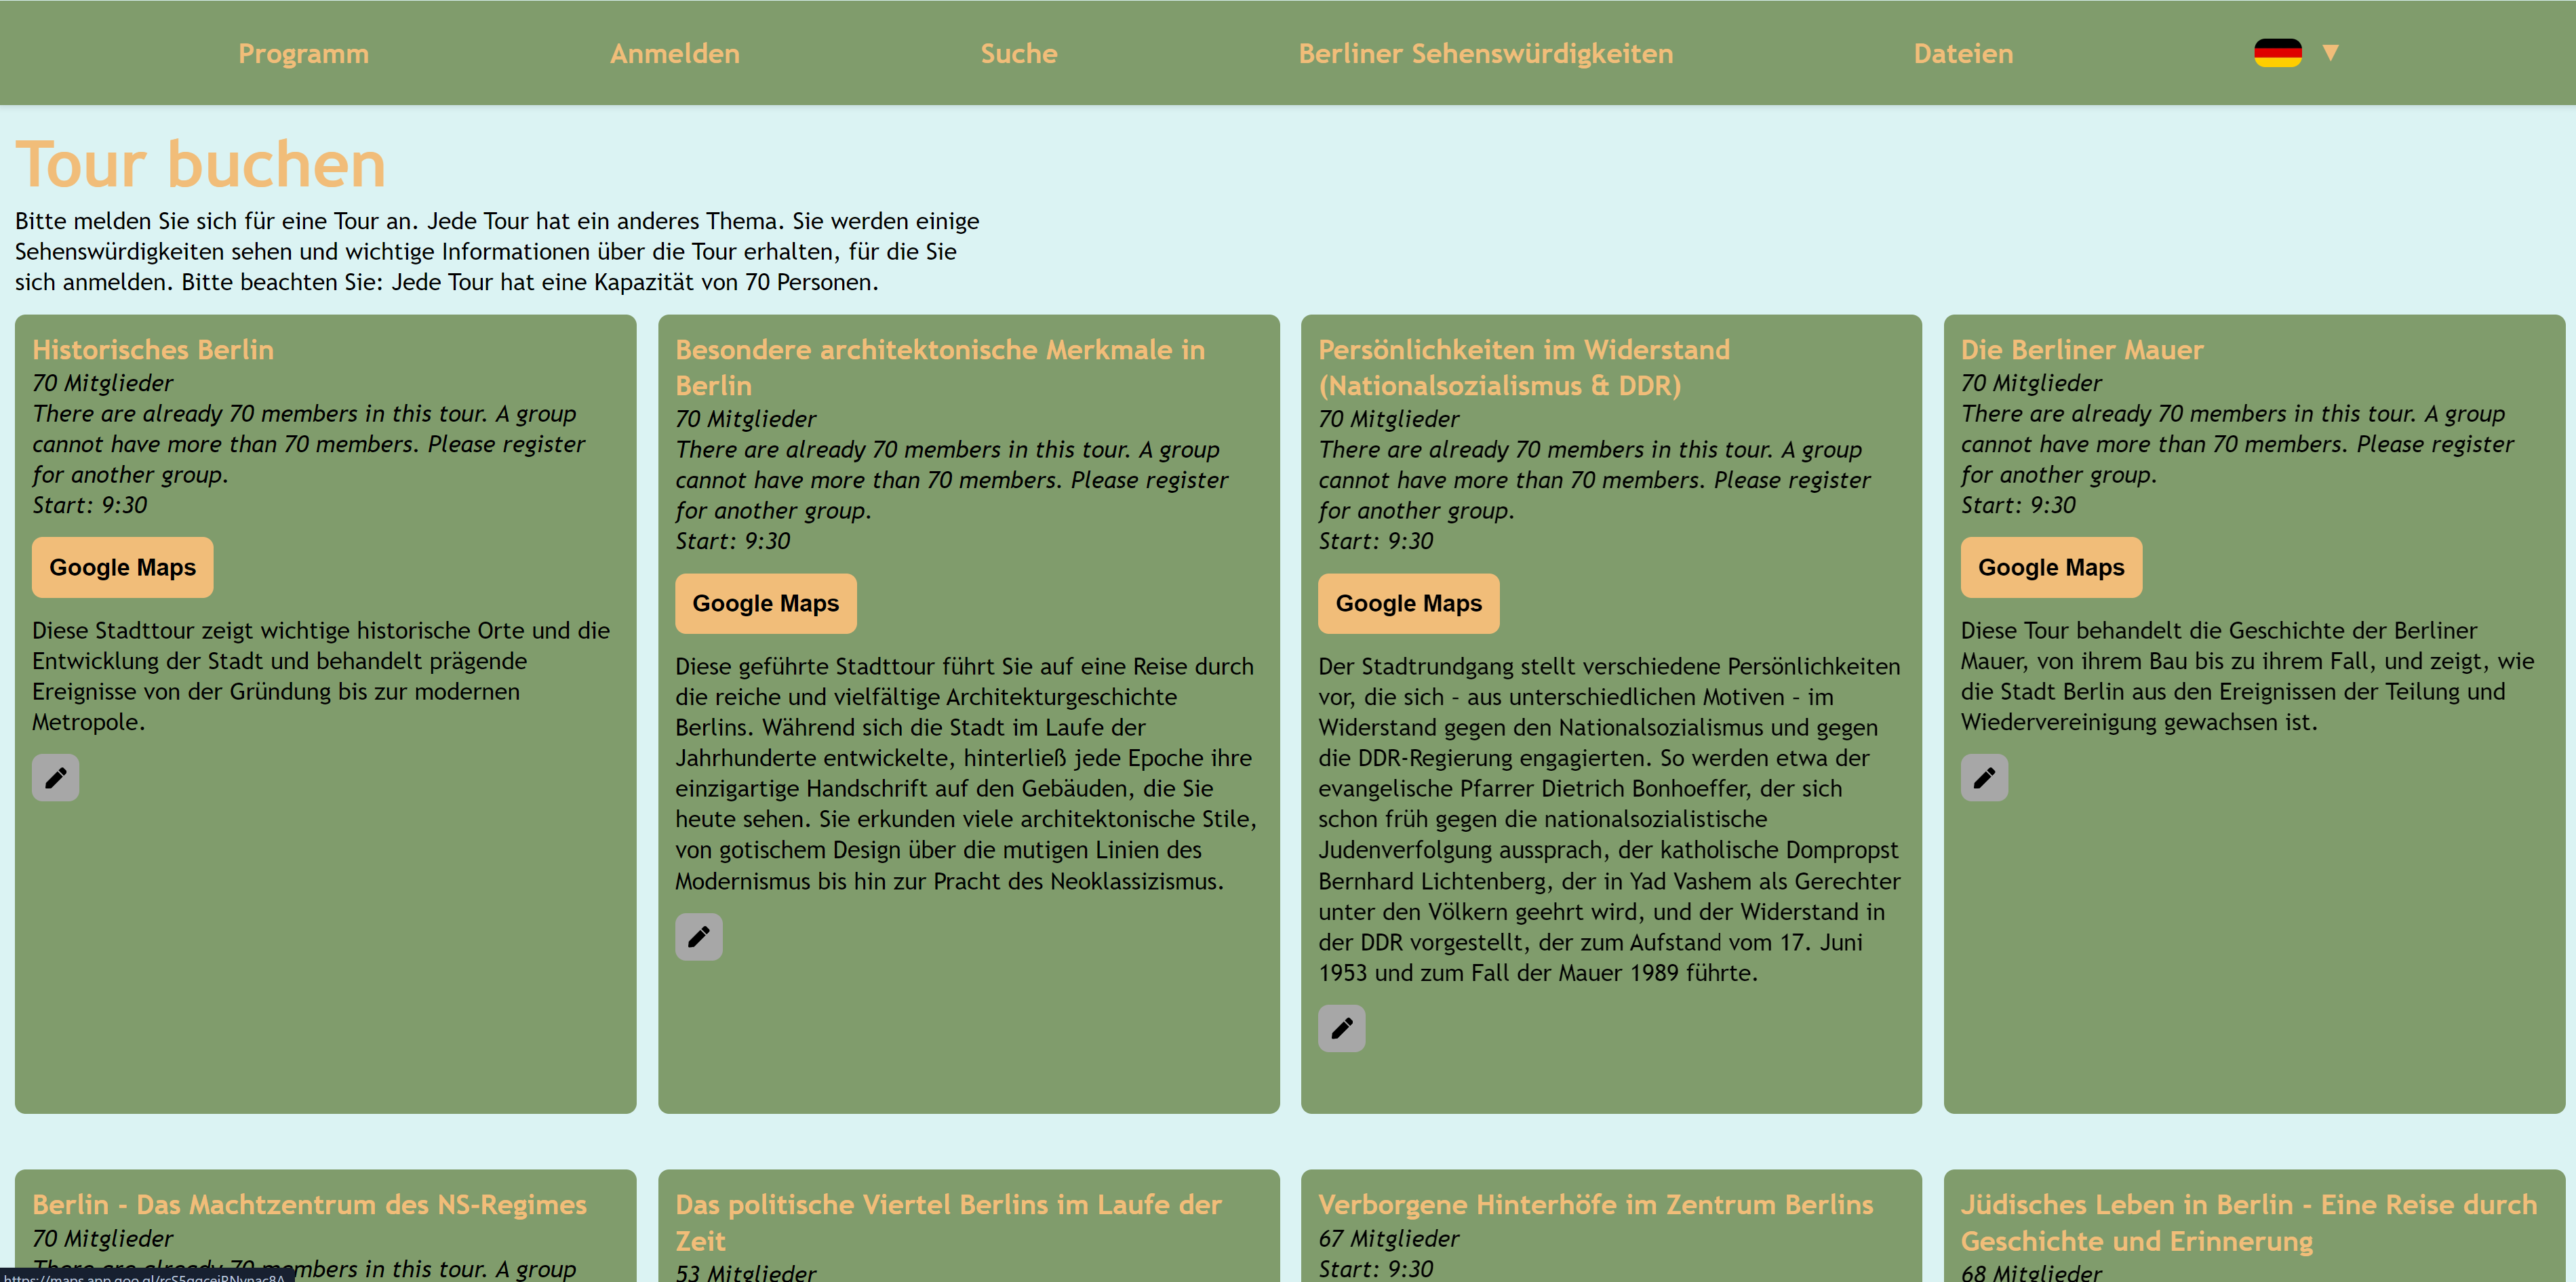 Programm
Anmelden
Suche
Berliner Sehenswürdigkeiten
Dateien
Tour buchen
Bitte melden Sie sich für eine Tour an. Jede Tour hat ein anderes Thema. Sie werden einige
Sehenswürdigkeiten sehen und wichtige Informationen über die Tour erhalten, für die Sie
sich anmelden. Bitte beachten Sie: Jede Tour hat eine Kapazität von 70 Personen.
Historisches Berlin
70 Mitglieder
There are already 70 members in this tour. A group
cannot have more than 70 members. Please register
for another group.
Start: 9:30
Google Maps
Diese Stadttour zeigt wichtige historische Orte und die
Entwicklung der Stadt und behandelt prägende
Ereignisse von der Gründung bis zur modernen
Metropole.
Besondere architektonische Merkmale in
Berlin
70 Mitglieder
There are already 70 members in this tour. A group
cannot have more than 70 members. Please register
for another group.
Start: 9:30
Google Maps
Diese geführte Stadttour führt Sie auf eine Reise durch
die reiche und vielfältige Architekturgeschichte
Berlins. Während sich die Stadt im Laufe der
Jahrhunderte entwickelte, hinterließ jede Epoche ihre
einzigartige Handschrift auf den Gebäuden, die Sie
heute sehen. Sie erkunden viele architektonische Stile,
von gotischem Design über die mutigen Linien des
Modernismus bis hin zur Pracht des Neoklassizismus.
Persönlichkeiten im Widerstand
(Nationalsozialismus & DDR)
70 Mitglieder
There are already 70 members in this tour. A group
cannot have more than 70 members. Please register
for another group.
Start: 9:30
Google Maps
Der Stadtrundgang stellt verschiedene Persönlichkeiten
vor, die sich – aus unterschiedlichen Motiven – im
Widerstand gegen den Nationalsozialismus und gegen
die DDR-Regierung engagierten. So werden etwa der
evangelische Pfarrer Dietrich Bonhoeffer, der sich
schon früh gegen die nationalsozialistische
Judenverfolgung aussprach, der katholische Dompropst
Bernhard Lichtenberg, der in Yad Vashem als Gerechter
unter den Völkern geehrt wird, und der Widerstand in
der DDR vorgestellt, der zum Aufstand vom 17. Juni
1953 und zum Fall der Mauer 1989 führte.
Die Berliner Mauer
70 Mitglieder
There are already 70 members in this tour. A group
cannot have more than 70 members. Please register
for another group.
Start: 9:30
Google Maps
Diese Tour behandelt die Geschichte der Berliner
Mauer, von ihrem Bau bis zu ihrem Fall, und zeigt, wie
die Stadt Berlin aus den Ereignissen der Teilung und
Wiedervereinigung gewachsen ist.
Berlin - Das Machtzentrum des NS-Regimes
70 Mitglieder
There are already 70 members in this tour. A group
Das politische Viertel Berlins im Laufe der
Zeit
53 Mitglieder
Verborgene Hinterhöfe im Zentrum Berlins
67 Mitglieder
Start: 9:30
Jüdisches Leben in Berlin - Eine Reise durch
Geschichte und Erinnerung
68 Mitglieder